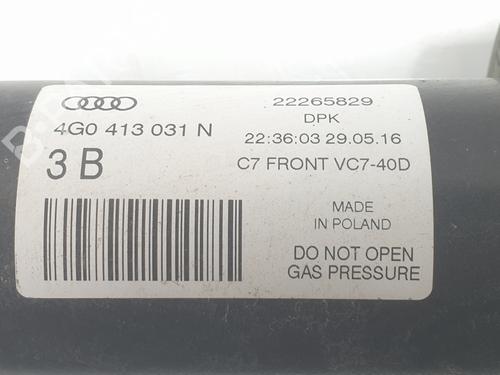 4G0 413 031 N
3 B
22265829
DPK
22:36:03 29.05.16
C7 FRONT VC7-40D
MADE
IN POLAND
DO NOT OPEN
GAS PRESSURE